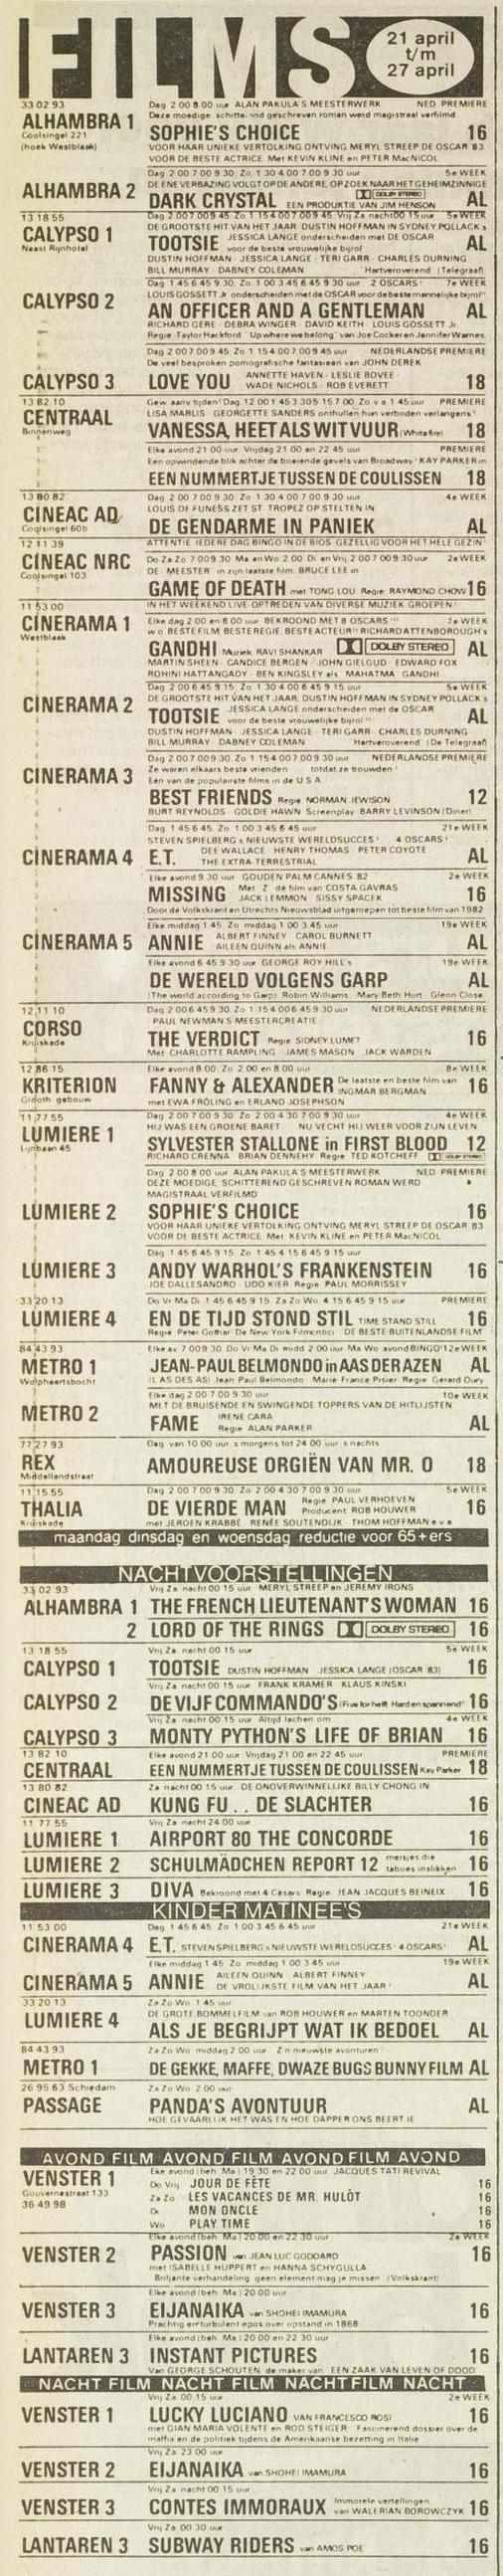 FILMS
21 april
t/m
27 april
33 02 93 Dag 2 00 8 00 uur ALAN PAKULA'S MEESTERWERK NED PREMIERE
ALHAMBRA 1 Deze moedige, schitterend geschreven roman werd magistraal verfilmd
Coolsingel 221 SOPHIE'S CHOICE 16
(hoek Westblaak) VOOR HAAR UNIEKE VERTOLKING ONTVING MERYL STREEP DE OSCAR 83
VOOR DE BESTE ACTRICE Met KEVIN KLINE en PETER MacNICOL
Dag 2 00 7 00 9 30 Zo 1 30 4 00 7 00 9 30 uur 5e WEEK
DE ENE VERBAZING VOLGT OP DE ANDERE, OP ZOEK NAAR HET GEHEIMZINNIGE
ALHAMBRA 2 DARK CRYSTAL EEN PRODUKTIE VAN JIM HENSON DOLBY STEREO AL
13 18 55 Dag 2 00 7 00 9 45 Zo 1 15 4 00 7 00 9 45 Vrij Za nacht 00 15 uur 5e WEEK
CALYPSO 1 DE GROOTSTE HIT VAN HET JAAR DUSTIN HOFFMAN IN SYDNEY POLLACK's
Naast Rijnhotel TOOTSIE JESSICA LANGE onderscheiden met DE OSCAR voor de beste vrouwelijke bijrol AL
DUSTIN HOFFMAN · JESSICA LANGE · TERI GARR · CHARLES DURNING
BILL MURRAY · DABNEY COLEMAN Hartveroverend (Telegraaf)
Dag 1 45 6 45 9 30 uur Zo 1 00 3 45 6 45 9 30 uur 2 OSCARS' 7e WEEK
CALYPSO 2 LOUIS GOSSETT Jr onderscheiden met de OSCAR voor de beste mannelijke bijrol
AN OFFICER AND A GENTLEMAN AL
RICHARD GERE · DEBRA WINGER · DAVID KEITH · LOUIS GOSSETT Jr
Regie Taylor Hackford 'Up where we belong' van Joe Cocker en Jennifer Warnes
Dag 2 00 7 00 9 45 uur Zo 1 15 4 00 7 00 9 45 uur NEDERLANDSE PREMIERE
De veel besproken pornografische fantasieen van JOHN DEREK
CALYPSO 3 LOVE YOU ANNETTE HAVEN · LESLIE BOVEE WADE NICHOLS · ROB EVERETT 18
13 82 10 Gew aanv tijden! Dag 12 00 1 45 3 30 5 15 7 00 Zo v a 1 45 uur PREMIERE
CENTRAAL LISA MARLIS · GEORGETTE SANDERS onthullen hun verboden verlangens!
Binnenweg VANESSA, HEET ALS WIT VUUR (White fire) 18
Elke avond 21 00 uur Vrijdag 21 00 en 22 45 uur PREMIERE
Een opwindende blik achter de boerende gevels van Broadway! KAY PARKER in
EEN NUMMERTJE TUSSEN DE COULISSEN 18
13 80 82 Dag 2 00 7 00 9 30 Zo 1 30 4 00 7 00 9 30 uur 4e WEEK
CINEAC AD LOUIS DE FUNES ZET ST TROPEZ OP STELTEN IN
Coolsingel 60b DE GENDARME IN PANIEK AL
12 11 39 ATTENTIE IEDERE DAG BINGO IN DE BIOS GEZELLIG VOOR HET HELE GEZIN!
CINEAC NRC Do Za Zo 7 00 9 30 Ma en Wo 2 00 Di en Vrij 2 00 7 00 9 30 uur 2e WEEK
Coolsingel 103 DE MEESTER in zijn laatste film BRUCE LEE in
GAME OF DEATH met TONG LOU Regie RAYMOND CHOW 16
11 53 00 IN HET WEEKEND LIVE OPTREDEN VAN DIVERSE MUZIEK GROEPEN!
CINERAMA 1 Elke dag 2 00 en 8 00 uur BEKROOND MET 8 OSCARS 2e WEEK
Westblaak w o BESTE FILM BESTE REGIE BESTE ACTEUR! RICHARD ATTENBOROUGH's
GANDHI Muziek RAVI SHANKAR DOLBY STEREO AL
MARTIN SHEEN · CANDICE BERGEN · JOHN GIELGUD · EDWARD FOX
ROHINI HATTANGADY · BEN KINGSLEY als MAHATMA GANDHI
Dag 2 00 6 45 9 15 Zo 1 30 4 00 6 45 9 15 uur 5e WEEK
CINERAMA 2 DE GROOTSTE HIT VAN HET JAAR, DUSTIN HOFFMAN IN SYDNEY POLLACK's
TOOTSIE JESSICA LANGE onderscheiden met de OSCAR voor de beste vrouwelijke bijrol AL
DUSTIN HOFFMAN · JESSICA LANGE · TERI GARR · CHARLES DURNING
BILL MURRAY · DABNEY COLEMAN Hartveroverend (De Telegraaf)
Dag 2 00 7 00 9 30 uur Zo 1 15 4 00 7 00 9 30 uur NEDERLANDSE PREMIERE
CINERAMA 3 Ze waren elkaars beste vrienden totdat ze trouwden!
Een van de populairste films in de U S A
BEST FRIENDS Regie NORMAN JEWISON 12
BURT REYNOLDS · GOLDIE HAWN Screenplay BARRY LEVINSON (Diner)
Dag 1 45 6 45 Zo 1 00 3 45 6 45 uur 21e WEEK
STEVEN SPIELBERG's NIEUWSTE WERELDSUCCES! 4 OSCARS!
CINERAMA 4 E.T. THE EXTRA TERRESTRIAL DEE WALLACE HENRY THOMAS PETER COYOTE AL
Elke avond 9 30 uur GOUDEN PALM CANNES 82 2e WEEK
MISSING Met 'Z' dé film van COSTA GAVRAS JACK LEMMON SISSY SPACEK 16
Door de Volkskrant en Utrechts Nieuwsblad uitgeroepen tot beste film van 1982
Elke middag 1 45 Zo middag 1 00 3 45 uur 19e WEEK
CINERAMA 5 ANNIE ALBERT FINNEY CAROL BURNETT AILEEN QUINN als ANNIE AL
Elke avond 6 45 9 30 uur GEORGE ROY HILL's 19e WEEK
DE WERELD VOLGENS GARP AL
(The world according to Garp) Robin Williams Mary Beth Hurt Glenn Close
12 11 10 Dag 2 00 6 45 9 30 Zo 1 15 4 00 6 45 9 30 uur NEDERLANDSE PREMIERE
CORSO PAUL NEWMAN'S MEESTERCREATIE
Kruiskade THE VERDICT Regie SIDNEY LUMET 16
Met CHARLOTTE RAMPLING JAMES MASON JACK WARDEN
12 86 15 Elke avond 8 00 Zo 2 00 en 8 00 uur 8e WEEK
KRITERION FANNY & ALEXANDER De laatste en beste film van INGMAR BERGMAN 16
Groth gebouw met EWA FRÖLING en ERLAND JOSEPHSON
11 77 55 Dag 2 00 7 00 9 30 Zo 2 00 4 30 7 00 9 30 uur 4e WEEK
LUMIERE 1 HIJ WAS EEN GROENE BARET NU VECHT HIJ WEER VOOR ZIJN LEVEN
Lijnbaan 45 SYLVESTER STALLONE in FIRST BLOOD 12
RICHARD CRENNA BRIAN DENNEHY Regie TED KOTCHEFF DOLBY STEREO
Dag 2 00 8 00 uur ALAN PAKULA'S MEESTERWERK NED PREMIERE
DEZE MOEDIGE, SCHITTEREND GESCHREVEN ROMAN WERD
MAGISTRAAL VERFILMD
LUMIERE 2 SOPHIE'S CHOICE 16
VOOR HAAR UNIEKE VERTOLKING ONTVING MERYL STREEP DE OSCAR 83
VOOR DE BESTE ACTRICE Met KEVIN KLINE en PETER MacNICOL
Dag 1 45 6 45 9 15 Zo 1 45 4 15 6 45 9 15 uur
LUMIERE 3 ANDY WARHOL'S FRANKENSTEIN 16
JOE DALLESANDRO · UDO KIER Regie PAUL MORRISSEY
33 20 13 Do Vr Ma Di 1 45 6 45 9 15 Za Zo Wo 4 15 6 45 9 15 uur PREMIERE
LUMIERE 4 EN DE TIJD STOND STIL TIME STAND STILL 16
Regie Peter Gothar De New York Filmcritici 'DE BESTE BUITENLANDSE FILM'
84 43 93 Elke av 7 00 9 30 Do Vr Ma Di midd 2 00 uur Ma Wo avond BINGO! 12e WEEK
METRO 1 JEAN-PAUL BELMONDO in AAS DER AZEN AL
Wolphaertsbocht (L AS DES AS) Jean Paul Belmondo Marie France Pisier Regie Gerard Oury
Elke dag 2 00 7 00 9 30 uur 10e WEEK
METRO 2 MET DE BRUISENDE EN SWINGENDE TOPPERS VAN DE HITLIJSTEN
FAME IRENE CARA Regie ALAN PARKER AL
77 27 93 Dag van 10 00 uur s morgens tot 24 00 uur s nachts
REX AMOUREUSE ORGIËN VAN MR. O 18
Middellandstraat
11 15 55 Dag 2 00 7 00 9 30 Zo 2 00 4 30 7 00 9 30 uur 5e WEEK
THALIA DE VIERDE MAN Regie PAUL VERHOEVEN Producent ROB HOUWER 16
Kruiskade met JEROEN KRABBÉ · RENÉE SOUTENDIJK · THOM HOFFMAN e v a
maandag dinsdag en woensdag reductie voor 65+ers
NACHTVOORSTELLINGEN
33 02 93 Vrij Za nacht 00 15 uur MERYL STREEP en JEREMY IRONS
ALHAMBRA 1 THE FRENCH LIEUTENANT'S WOMAN 16
2 LORD OF THE RINGS DOLBY STEREO 16
13 18 55 Vrij Za nacht 00 15 uur 5e WEEK
CALYPSO 1 TOOTSIE DUSTIN HOFFMAN JESSICA LANGE (OSCAR 83) 16
Vrij Za nacht 00 15 uur FRANK KRAMER KLAUS KINSKI
CALYPSO 2 DE VIJF COMMANDO'S (Five for hell) Hard en spannend! 16
Vrij Za nacht 00 15 uur Altijd lachen om 4e WEEK
CALYPSO 3 MONTY PYTHON'S LIFE OF BRIAN 16
13 82 10 Elke avond 21 00 uur Vrijdag 21 00 en 22 45 uur PREMIERE
CENTRAAL EEN NUMMERTJE TUSSEN DE COULISSEN Kay Parker 18
13 80 82 Za nacht 00 15 uur DE ONOVERWINNELIJKE BILLY CHONG IN
CINEAC AD KUNG FU . . DE SLACHTER 16
11 77 55 Vrij Za nacht 24 00 uur
LUMIERE 1 AIRPORT 80 THE CONCORDE 16
LUMIERE 2 SCHULMÄDCHEN REPORT 12 meisjes die taboes inslikken 16
LUMIERE 3 DIVA Bekroond met 4 Césars Regie JEAN JACQUES BEINEIX 16
KINDER MATINEE'S
11 53 00 Dag 1 45 6 45 Zo 1 00 3 45 6 45 uur 21e WEEK
CINERAMA 4 E.T. STEVEN SPIELBERG's NIEUWSTE WERELDSUCCES · 4 OSCARS! AL
Elke middag 1 45 Zo middag 1 00 3 45 uur 19e WEEK
CINERAMA 5 ANNIE AILEEN QUINN ALBERT FINNEY DE VROLIJKSTE FILM VAN HET JAAR! AL
33 20 13 Za Zo Wo 1 45 uur
LUMIERE 4 DE GROTE BOMMELFILM van ROB HOUWER en MARTEN TOONDER
ALS JE BEGRIJPT WAT IK BEDOEL AL
84 43 93 Za Zo Wo middag 2 00 uur Z'n nieuwste avonturen!
METRO 1 DE GEKKE, MAFFE, DWAZE BUGS BUNNY FILM AL
26 95 63 Schiedam Za Zo Wo 2 00 uur
PASSAGE PANDA'S AVONTUUR AL
HOE GEVAARLIJK HET WAS EN HOE DAPPER ONS BEERTJE
AVOND FILM AVOND FILM AVOND FILM AVOND
VENSTER 1 Elke avond (beh Ma) 19 30 en 22 00 uur JACQUES TATI REVIVAL
Gouvernestraat 133 Do Vrij JOUR DE FÊTE 16
36 49 98 Za Zo LES VACANCES DE MR. HULÔT 16
Di MON ONCLE 16
Wo PLAY TIME 16
Elke avond (beh Ma) 20 00 en 22 30 uur 2e WEEK
VENSTER 2 PASSION van JEAN LUC GODDARD 16
met ISABELLE HUPPERT en HANNA SCHYGULLA
Briljante verhandeling geen element mag je missen (Volkskrant)
Elke avond (beh Ma) 20 00 uur
VENSTER 3 EIJANAIKA van SHOHEI IMAMURA 16
Prachtig en turbulent epos over opstand in 1868
Elke avond (beh Ma) 20 00 en 22 30 uur
LANTAREN 3 INSTANT PICTURES 16
Van GEORGE SCHOUTEN de maker van EEN ZAAK VAN LEVEN OF DOOD
NACHT FILM NACHT FILM NACHT FILM NACHT
Vrij Za 00 15 uur 2e WEEK
VENSTER 1 LUCKY LUCIANO VAN FRANCESCO ROSI 16
met GIAN MARIA VOLENTE en ROD STEIGER Fascinerend dossier over de
maffia en de politiek tijdens de Amerikaanse bezetting in Italie
Vrij Za 23 00 uur
VENSTER 2 EIJANAIKA van SHOHEI IMAMURA 16
Vrij Za nacht 00 15 uur
VENSTER 3 CONTES IMMORAUX Immorele vertellingen van WALERIAN BOROWCZYK 16
Vrij Za 00 30 uur
LANTAREN 3 SUBWAY RIDERS van AMOS POE 16